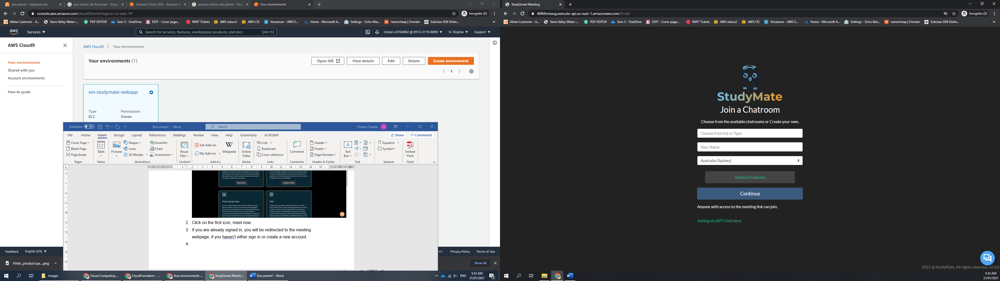 aws.drawio - diagrams.net
aws chime sdk flowchart - Googl
Amazon Chime SDK - Amazon W
amazon chime sdk github - Goo
Your environments
console.aws.amazon.com/cloud9/home?region=us-east-1#
Incognito (2)
Alinta Customer - A...
Yarra Valley Water :...
PDF EDITOR
Sem 3 - OneDrive
EDIT - Cover page...
RMIT Tickets
AWS educa1
AWS CIC
Vocareum - AWS E...
Home - Microsoft A...
Settings - Zoho Mai...
namecheap | Domain
Subclass 858 Distin...
aws
Services
Search for services, features, marketplace products, and docs
[Alt+S]
chetan-s3764882 @ 0912-2119-8899
N. Virginia
Support
AWS Cloud9
Your environments
Shared with you
Account environments
How-to guide
AWS Cloud9 > Your environments
Your environments (1)
Open IDE
View details
Edit
Delete
Create environment
1
sm-studymate-webapp
Type
EC2
Permissions
Owner
AutoSave Off
Document1 - Word
Search
Chetan Chawla
CC
File
Home
Insert
Design
Layout
References
Mailings
Review
View
Help
Grammarly
ACROBAT
Share
Comments
Cover Page
Blank Page
Page Break
Pages
Table
Tables
Pictures
Shapes
Icons
3D Models
SmartArt
Chart
Screenshot
Illustrations
Reuse Files
Content
Get Add-ins
My Add-ins
Wikipedia
Add-ins
Online Video
Media
Link
Bookmark
Cross-reference
Links
Comment
Comments
Header
Footer
Page Number
Header & Footer
Text Box
Text
Equation
Symbol
Symbols
Embed Flash
Flash
Meet Now
Update Profile
Find A Study Mate
FAQ
2. Click on the first icon, meet now.
3. If you are already signed in, you will be redirected to the meeting
webpage, if you haven't either sign in or create a new account.
4.
Feedback
English (US)
ved.
Privacy Policy
Terms of Use
FINAL_product-pa....png
Show all
Images
Cloud Computing ...
CloudFormation - ...
Your environments ...
StudySmart Meetin...
Document1 - Word
ENG
5:33 AM
31/01/2021
2
StudySmart Meeting
40f6fmnoug.execute-api.us-east-1.amazonaws.com/Prod/
Incognito (2)
Alinta Customer - A...
Yarra Valley Water :...
PDF EDITOR
Sem 3 - OneDrive
EDIT - Cover page...
RMIT Tickets
AWS educa1
AWS CIC
Vocareum - AWS E...
Home - Microsoft A...
Settings - Zoho Mai...
namecheap | Domain
Subclass 858 Distin...
StudyMate
Join a Chatroom
Choose from the available chatrooms or Create your own.
Choose from list or Type
Your Name
Australia (Sydney)
Advance Features
Continue
Anyone with access to the meeting link can join.
Joining via SIP? Click here.
2021 @ StudyMate. All rights reserved. v2.4.0
5:33 AM
31/01/2021